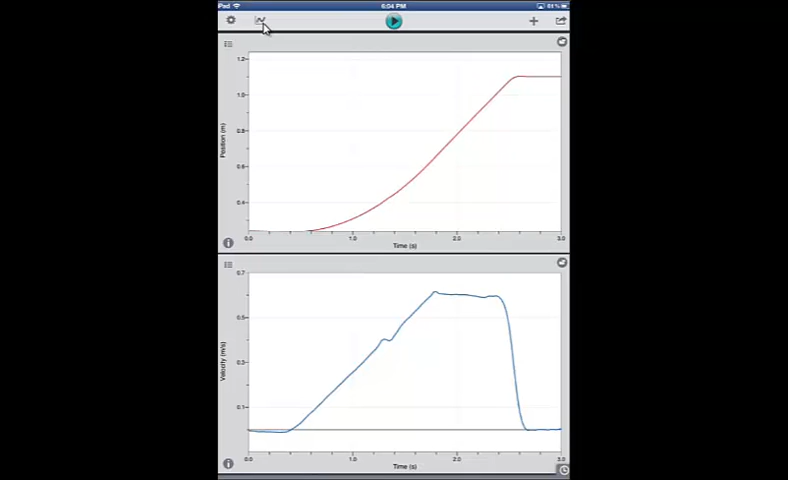 iPad 6:04 PM 81%
1.2
1.0
0.8
0.6
0.4
Position (m)
0.0 1.0 2.0 3.0
Time (s)
0.7
0.5
0.3
0.1
Velocity (m/s)
0.0 1.0 2.0 3.0
Time (s)